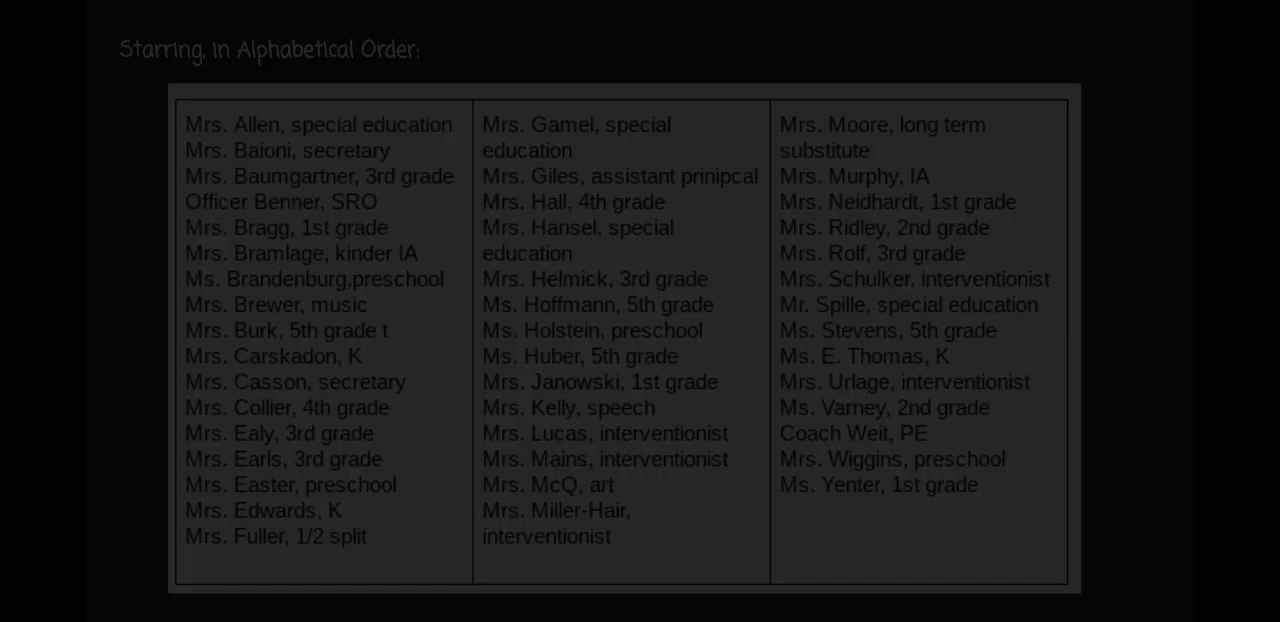 Starring, in Alphabetical Order:
Mrs. Allen, special education
Mrs. Baioni, secretary
Mrs. Baumgartner, 3rd grade
Officer Benner, SRO
Mrs. Bragg, 1st grade
Mrs. Bramlage, kinder IA
Ms. Brandenburg,preschool
Mrs. Brewer, music
Mrs. Burk, 5th grade t
Mrs. Carskadon, K
Mrs. Casson, secretary
Mrs. Collier, 4th grade
Mrs. Ealy, 3rd grade
Mrs. Earls, 3rd grade
Mrs. Easter, preschool
Mrs. Edwards, K
Mrs. Fuller, 1/2 split
Mrs. Gamel, special
education
Mrs. Giles, assistant prinipcal
Mrs. Hall, 4th grade
Mrs. Hansel, special
education
Mrs. Helmick, 3rd grade
Ms. Hoffmann, 5th grade
Ms. Holstein, preschool
Ms. Huber, 5th grade
Mrs. Janowski, 1st grade
Mrs. Kelly, speech
Mrs. Lucas, interventionist
Mrs. Mains, interventionist
Mrs. McQ, art
Mrs. Miller-Hair,
interventionist
Mrs. Moore, long term
substitute
Mrs. Murphy, IA
Mrs. Neidhardt, 1st grade
Mrs. Ridley, 2nd grade
Mrs. Rolf, 3rd grade
Mrs. Schulker, interventionist
Mr. Spille, special education
Ms. Stevens, 5th grade
Ms. E. Thomas, K
Mrs. Urlage, interventionist
Ms. Varney, 2nd grade
Coach Weit, PE
Mrs. Wiggins, preschool
Ms. Yenter, 1st grade